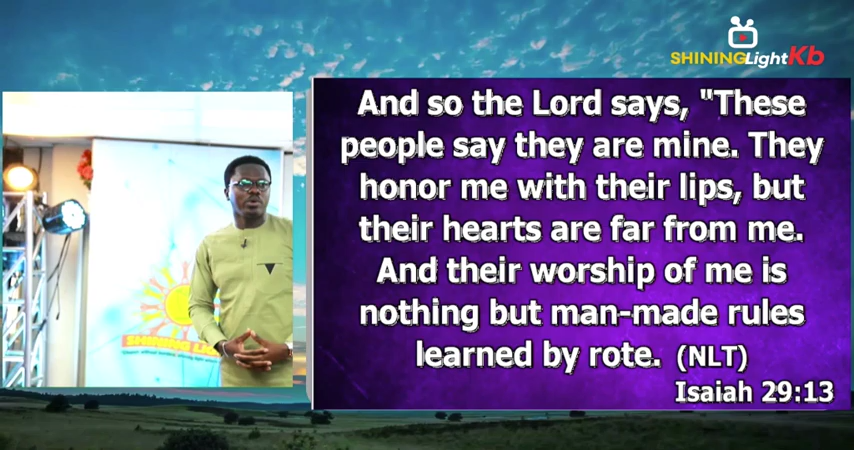 SHININGLightKb
And so the Lord says, "These
people say they are mine. They
honor me with their lips, but
their hearts are far from me.
And their worship of me is
nothing but man-made rules
learned by rote. (NLT)
Isaiah 29:13
SHINING LIG